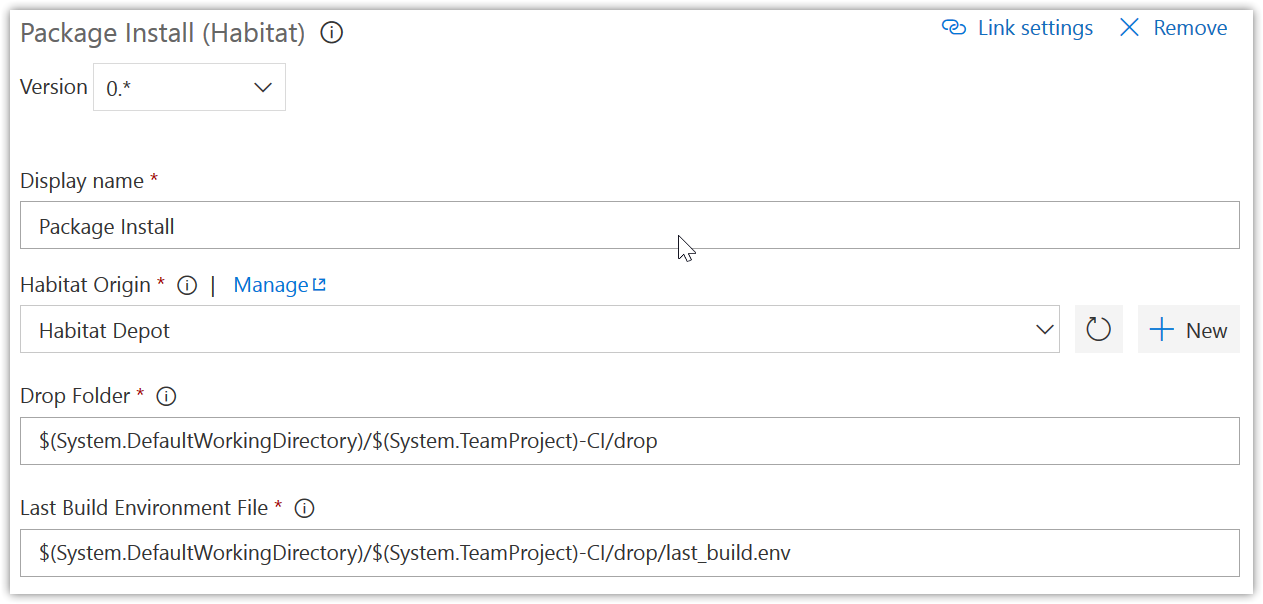 Package Install (Habitat)
Link settings
Remove
Version 0.*
Display name *
Package Install
Habitat Origin * | Manage
Habitat Depot
New
Drop Folder *
$(System.DefaultWorkingDirectory)/$(System.TeamProject)-CI/drop
Last Build Environment File *
$(System.DefaultWorkingDirectory)/$(System.TeamProject)-CI/drop/last_build.env